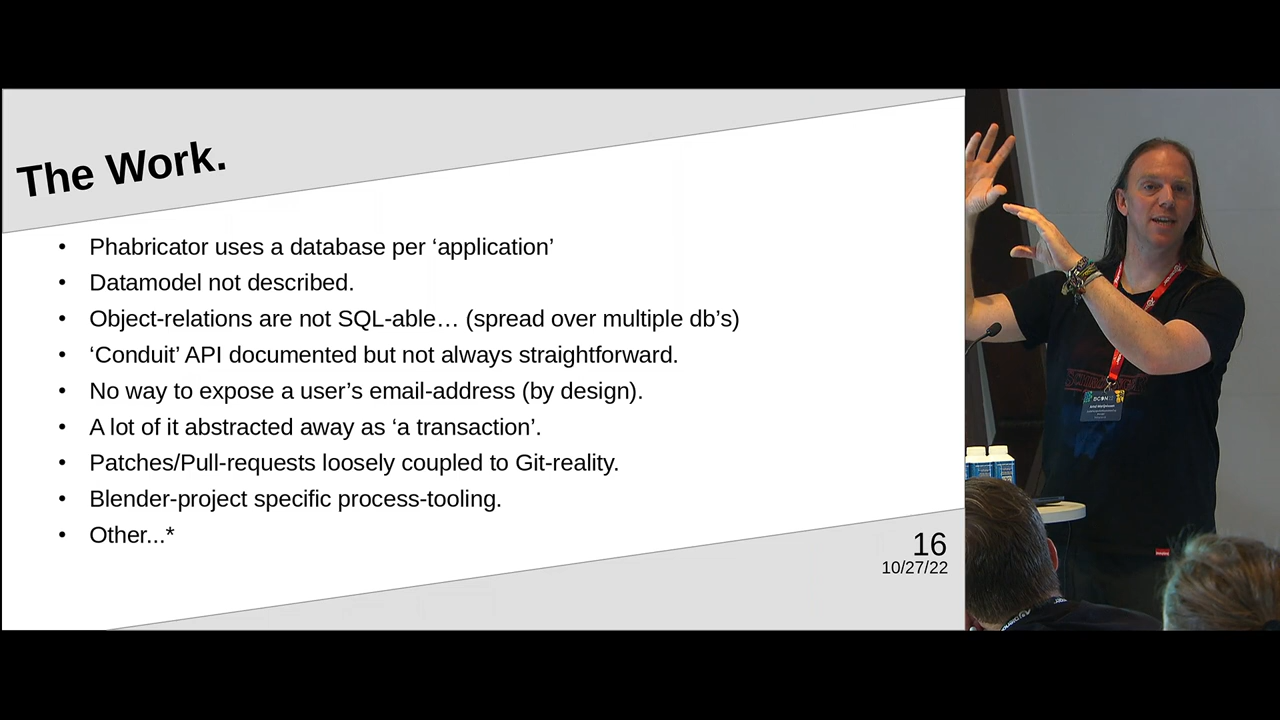 The Work.
• Phabricator uses a database per ‘application’
• Datamodel not described.
• Object-relations are not SQL-able… (spread over multiple db’s)
• ‘Conduit’ API documented but not always straightforward.
• No way to expose a user’s email-address (by design).
• A lot of it abstracted away as ‘a transaction’.
• Patches/Pull-requests loosely coupled to Git-reality.
• Blender-project specific process-tooling.
• Other...*
16
10/27/22